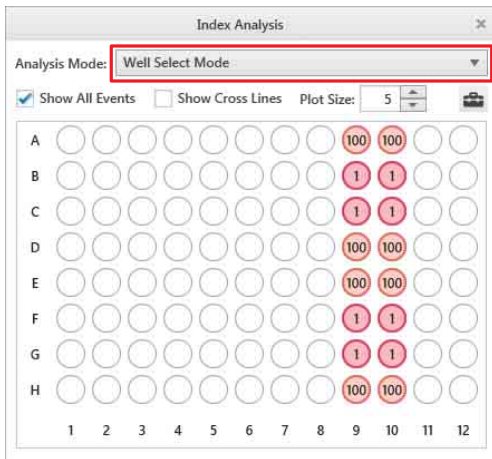 Index Analysis
Analysis Mode: Well Select Mode
Show All Events Show Cross Lines Plot Size: 5
A 100 100
B 1 1
C 1 1
D 100 100
E 100 100
F 1 1
G 1 1
H 100 100
1 2 3 4 5 6 7 8 9 10 11 12